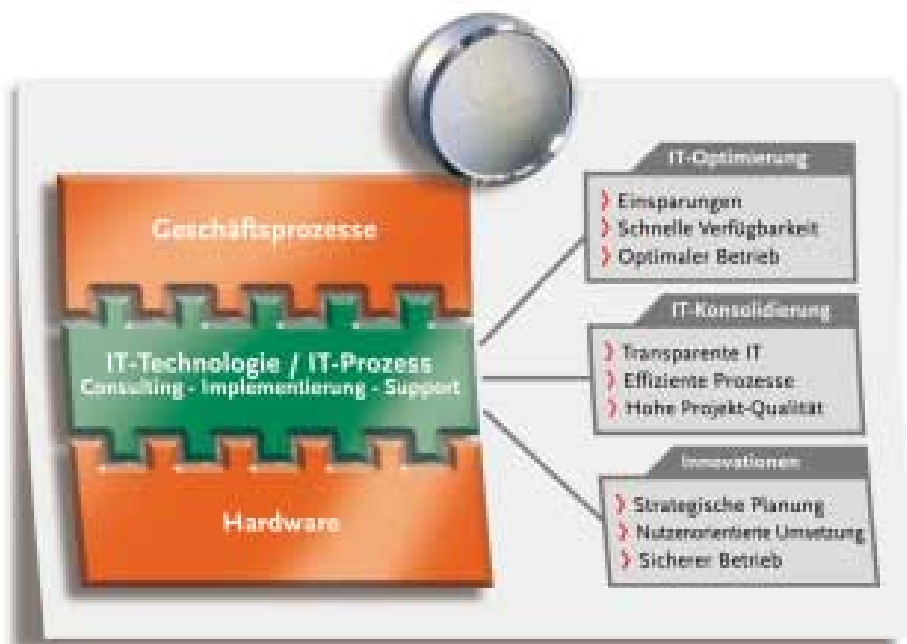 Geschäftsprozesse
IT-Technologie / IT-Prozess
Consulting - Implementierung - Support
Hardware
IT-Optimierung
Einsparungen
Schnelle Verfügbarkeit
Optimaler Betrieb
IT-Konsolidierung
Transparente IT
Effiziente Prozesse
Hohe Projekt-Qualität
Innovationen
Strategische Planung
Nutzenorientierte Umsetzung
Sicherer Betrieb